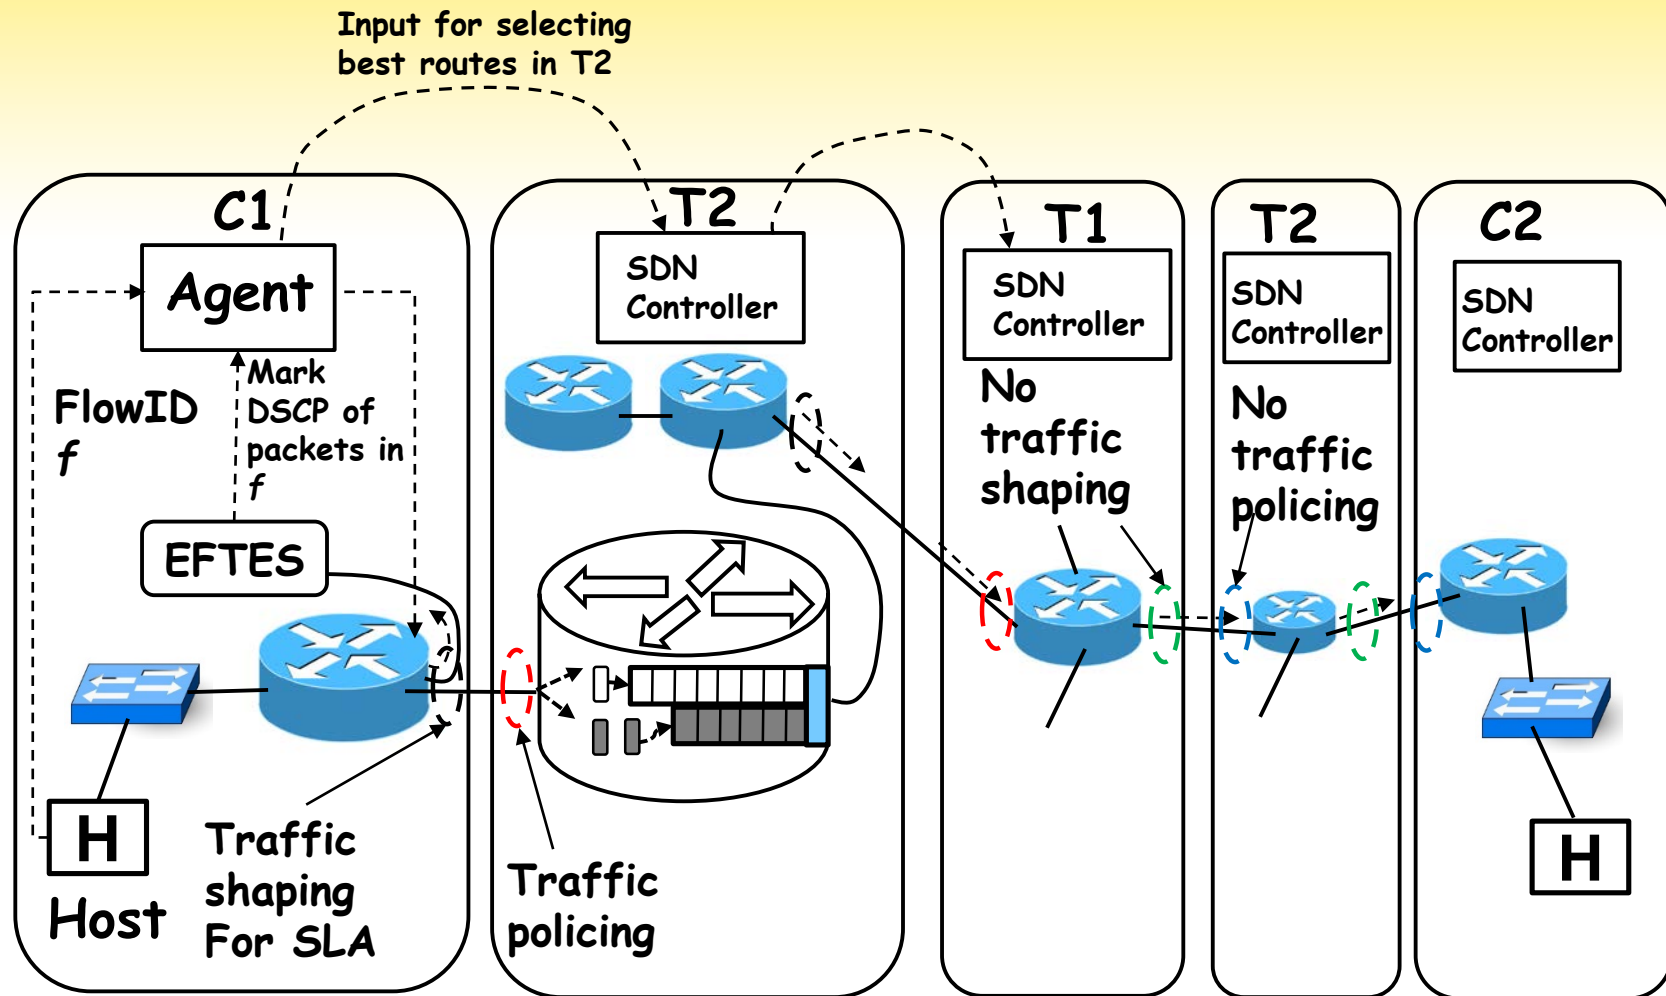 Input for selecting
best routes in T2
C1
Agent
Mark
DSCP of
packets in
f
FlowID
f
EFTES
H
Host
Traffic
shaping
For SLA
T2
SDN
Controller
Traffic
policing
T1
SDN
Controller
No
traffic
shaping
T2
SDN
Controller
No
traffic
policing
C2
SDN
Controller
H